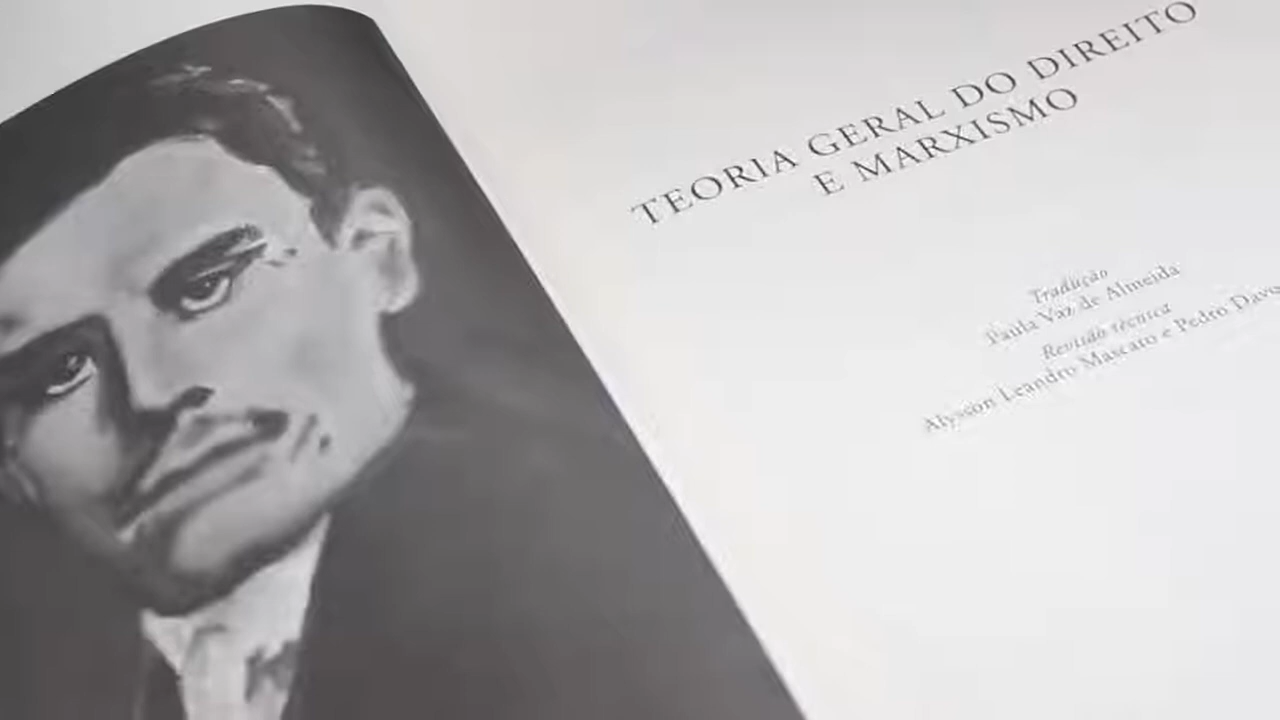 TEORIA GERAL DO DIREITO
E MARXISMO
Tradução
Paula Vaz de Almeida
Revisão técnica
Alysson Leandro Mascaro e Pedro Davo